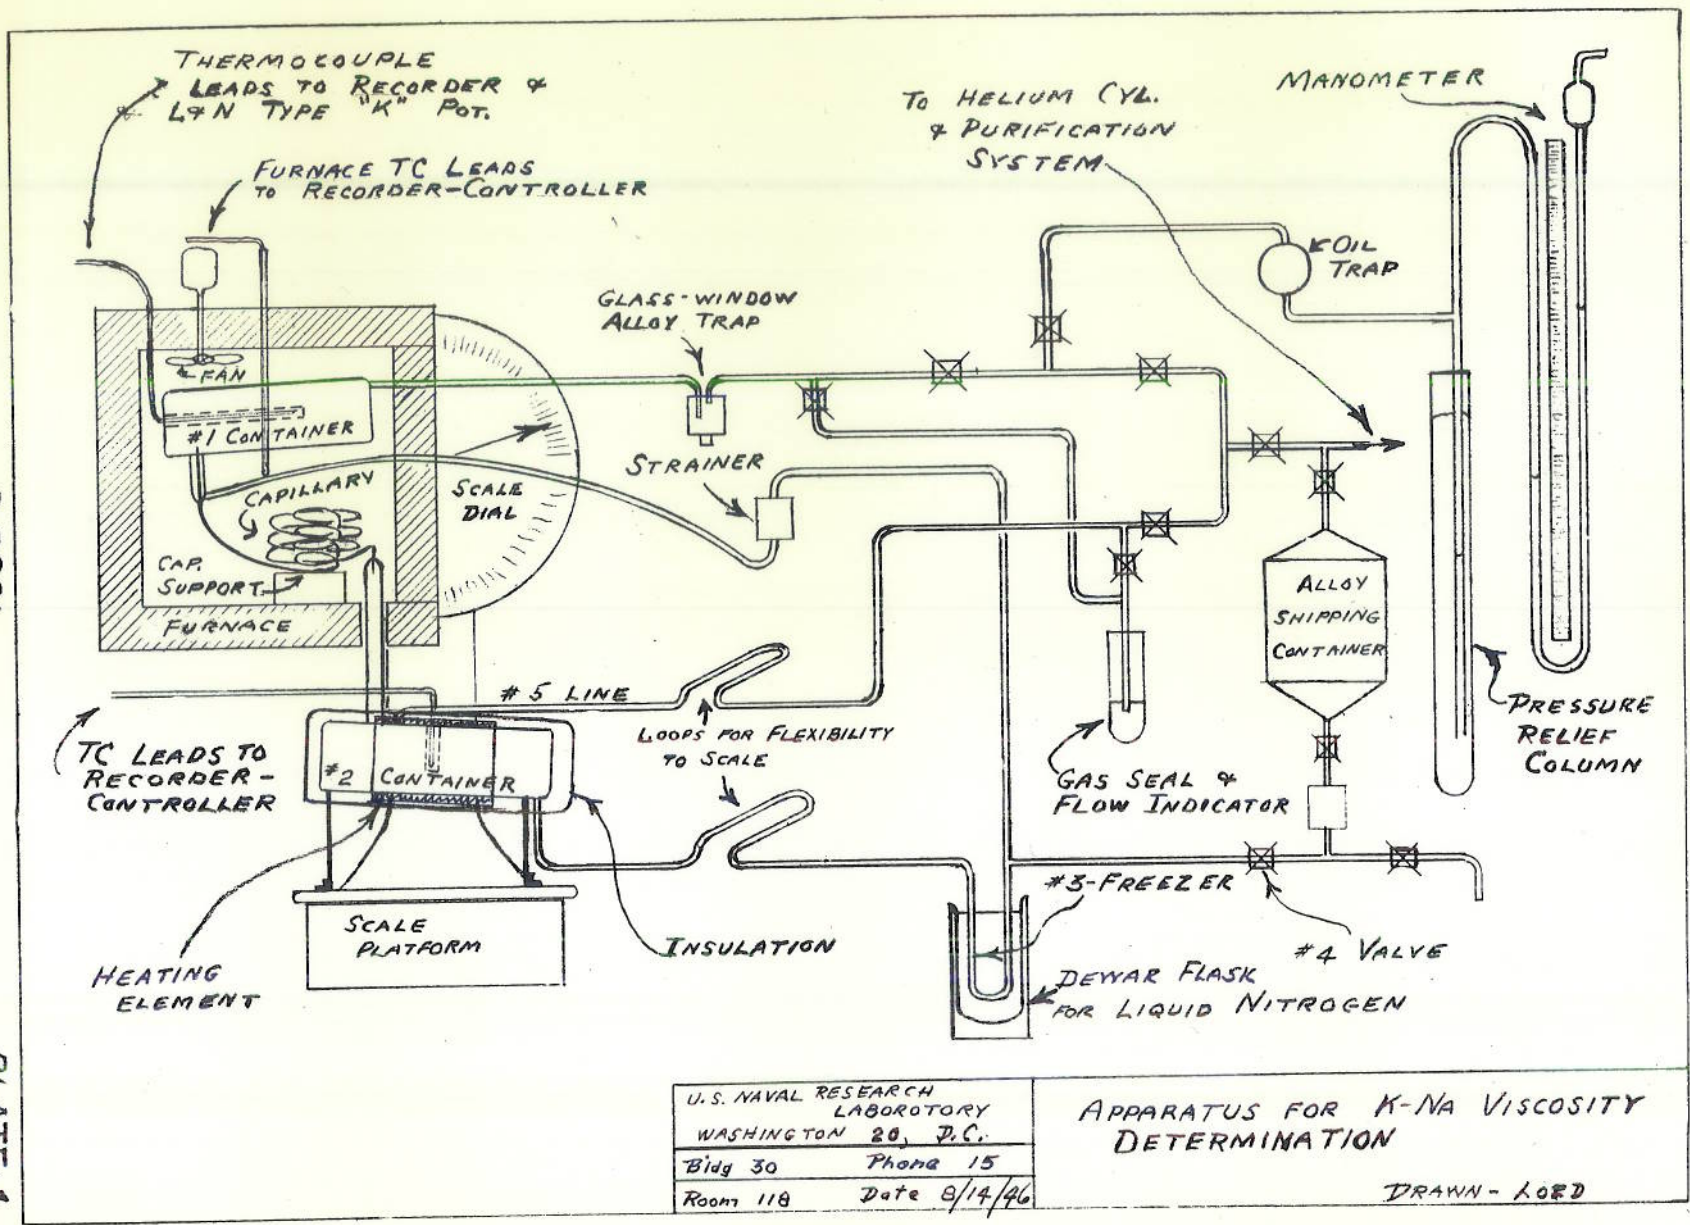 THERMOCOUPLE
LEADS TO RECORDER &
L&N TYPE "K" POT.
FURNACE TC LEADS
TO RECORDER-CONTROLLER
TO HELIUM CYL.
& PURIFICATION
SYSTEM
MANOMETER
OIL
TRAP
GLASS-WINDOW
ALLOY TRAP
FAN
#1 CONTAINER
STRAINER
CAPILLARY
SCALE
DIAL
CAP.
SUPPORT
FURNACE
ALLOY
SHIPPING
CONTAINER
#5 LINE
LOOPS FOR FLEXIBILITY
TO SCALE
PRESSURE
RELIEF
COLUMN
TC LEADS TO
RECORDER-
CONTROLLER
#2 CONTAINER
GAS SEAL &
FLOW INDICATOR
#3-FREEZER
SCALE
PLATFORM
INSULATION
#4 VALVE
HEATING
ELEMENT
DEWAR FLASK
FOR LIQUID NITROGEN
U.S. NAVAL RESEARCH
LABOROTORY
WASHINGTON 20, D.C.
Bldg 30 Phone 15
Room 118 Date 8/14/46
APPARATUS FOR K-NA VISCOSITY
DETERMINATION
DRAWN - LORD